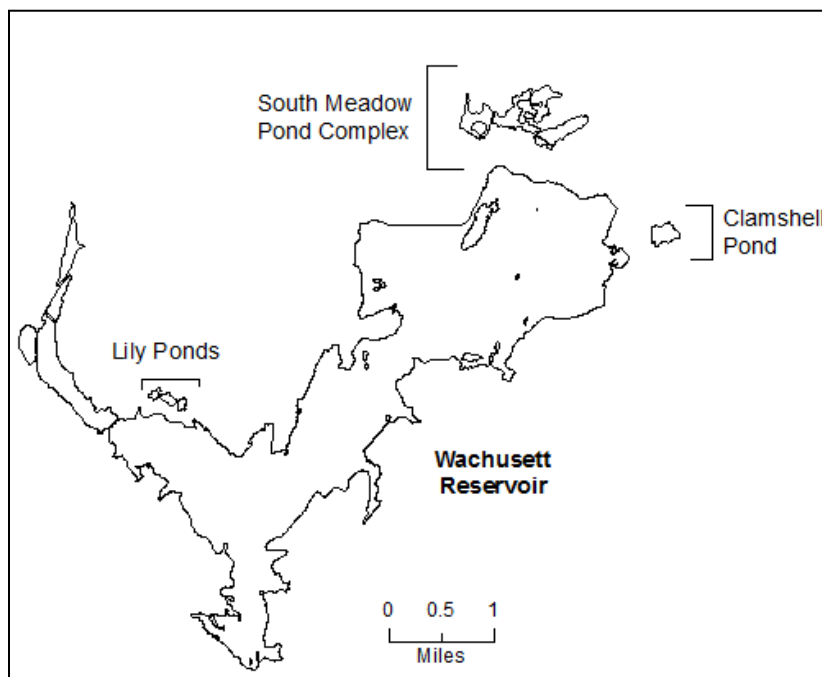 South Meadow
Pond Complex
Clamshell
Pond
Lily Ponds
Wachusett
Reservoir
0 0.5 1
Miles